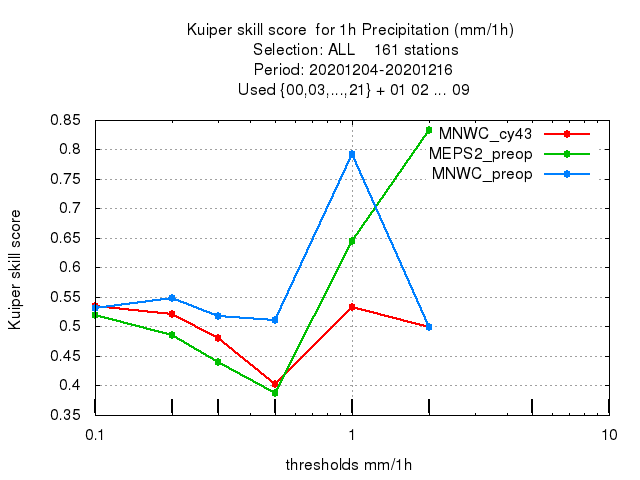 Kuiper skill score  for 1h Precipitation (mm/1h)
Selection: ALL    161 stations
Period: 20201204-20201216
Used {00,03,...,21} + 01 02 ... 09
0.85
0.8
0.75
0.7
0.65
0.6
0.55
0.5
0.45
0.4
0.35
Kuiper skill score
MNWC_cy43
MEPS2_preop
MNWC_preop
0.1 1 10
thresholds mm/1h